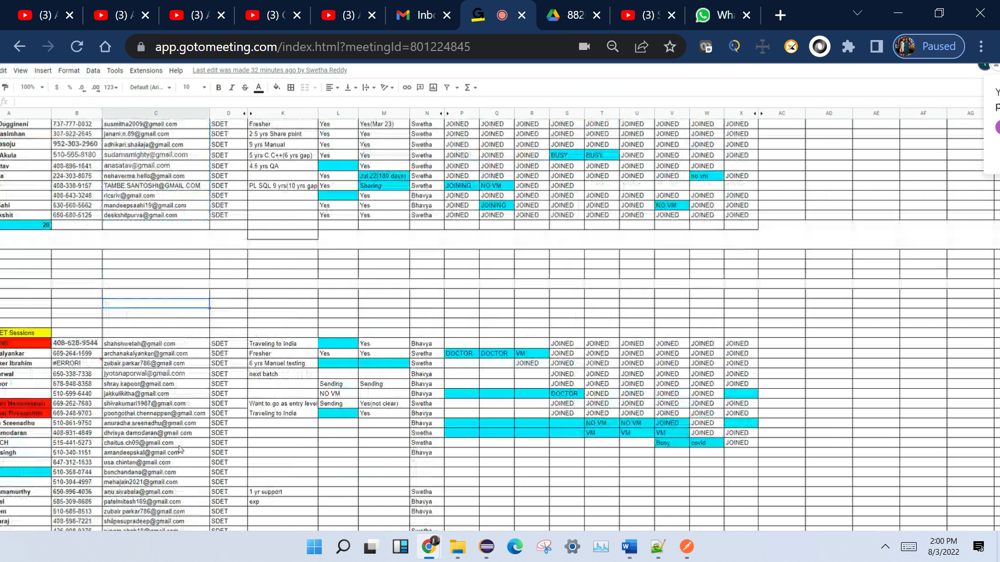 (3) A (3) A (3) A (3) C (3) A Inb 882 (3) S Wha
app.gotomeeting.com/index.html?meetingId=801224845 Paused
dit View Insert Format Data Tools Extensions Help Last edit was made 32 minutes ago by Swetha Reddy
100% $ % .0 .00 123 Default (Ari... 10 B I S A
fx
A B C D K L M N P Q R S T U V W X AC AD AE AF AG
Duggineni 737-777-0032 susmitha2009@gmail.com SDET Fresher Yes Yes(Mar 23) Swetha JOINED JOINED JOINED JOINED JOINED JOINED JOINED JOINED JOINED
asimhan 307-922-2645 janani.n.89@gmail.com SDET 2.5 yrs Share point Yes Yes Swetha JOINED JOINED JOINED JOINED JOINED JOINED JOINED JOINED JOINED
asoju 952-303-2960 adhikari.shailaja@gmail.com SDET 9 yrs Manual Yes Yes Swetha JOINED JOINED JOINED JOINED JOINED JOINED JOINED JOINED JOINED
Akula 510-565-8180 sudamamighty@gmail.com SDET 5 yrs C.C++(6 yrs gap) Yes Yes Swetha JOINED JOINED JOINED BUSY BUSY JOINED JOINED JOINED JOINED
tav 408-896-1641 anasatav@gmail.com SDET 4.5 yrs QA Yes Swetha JOINED JOINED JOINED JOINED JOINED JOINED JOINED JOINED
a 224-303-8075 nehaverma.hello@gmail.com SDET Yes Jul 22(180 days) Swetha JOINED JOINED JOINED JOINED JOINED JOINED JOINED no vm JOINED
408-338-9157 TAMBE.SANTOSHI@GMAIL.COM SDET PL SQL 9 yrs(10 yrs gap Yes Sharing Swetha JOINING NO VM JOINED JOINED
408-643-3248 ricsriv@gmail.com SDET Yes Bhavya JOINED JOINED JOINED JOINED JOINED JOINED JOINED JOINED JOINED
Sahi 530-560-5662 mandeepsaahi19@gmail.com SDET Yes Yes Bhavya JOINED JOINING JOINED JOINED JOINED JOINED NO VM JOINED JOINED
kshit 650-680-5125 deekshitpurva@gmail.com SDET Yes Yes Swetha JOINED JOINED JOINED JOINED JOINED JOINED JOINED JOINED JOINED
20
ET Sessions
408-628-9544 shahshwetah@gmail.com SDET Traveling to India Yes Bhavya JOINED JOINED JOINED JOINED JOINED JOINED
alyankar 669-264-1599 archanakalyanker@gmail.com SDET Fresher Yes Yes Swetha DOCTOR DOCTOR VM JOINED JOINED JOINED JOINED JOINED JOINED
ker Ibrahim #ERROR! zubair.parkar786@gmail.com SDET 6 yrs Manuel testing Swetha JOINED JOINED JOINED JOINED JOINED JOINED JOINED
orwal 650-338-7338 jyotsnaporwal@gmail.com SDET next batch Bhavya JOINED JOINED JOINED JOINED JOINED JOINED
oor 678-948-8358 shray.kapoor@gmail.com SDET Sending Sending Bhavya JOINED JOINED JOINED JOINED JOINED JOINED
510-599-6440 jakkulikitha@gmail.com SDET NO VM Bhavya DOCTOR JOINED JOINED JOINED JOINED
669-262-7683 shivakumari1987@gmail.com SDET Want to go as entry level Sending Yes(not clear) Swetha JOINED JOINED JOINED JOINED JOINED JOINED
669-248-9703 poongothai.chennappan@gmail.com SDET Traveling to India Yes Bhavya JOINED JOINED JOINED JOINED JOINED JOINED
Sreenadhu 510-861-9750 anuradha.sreenadhu@gmail.com SDET Bhavya NO VM NO VM JOINED JOINED
modaran 408-931-4849 dhrisya.damodaran@gmail.com SDET Swetha VM VM VM JOINED JOINED
CH 515-441-5273 chaitus.ch09@gmail.com SDET Swetha Busy covid JOINED
singh 510-340-1151 amandeepskal@gmail.com SDET Bhavya
847-312-1533 usa.chintan@gmail.com SDET
510-358-0744 bsnchandana@gmail.com SDET
510-304-4997 mehajain2021@gmail.com SDET
mamurthy 650-996-4036 anu.sivabala@gmail.com SDET 1 yr support Swetha
el 585-309-8685 patelmitesh169@gmail.com SDET exp Bhavya
em 510-585-8513 zubair.parkar786@gmail.com SDET Bhavya
araj 408-598-7221 shilpasupradeep@gmail.com SDET
SDET Swetha
2:00 PM
8/3/2022